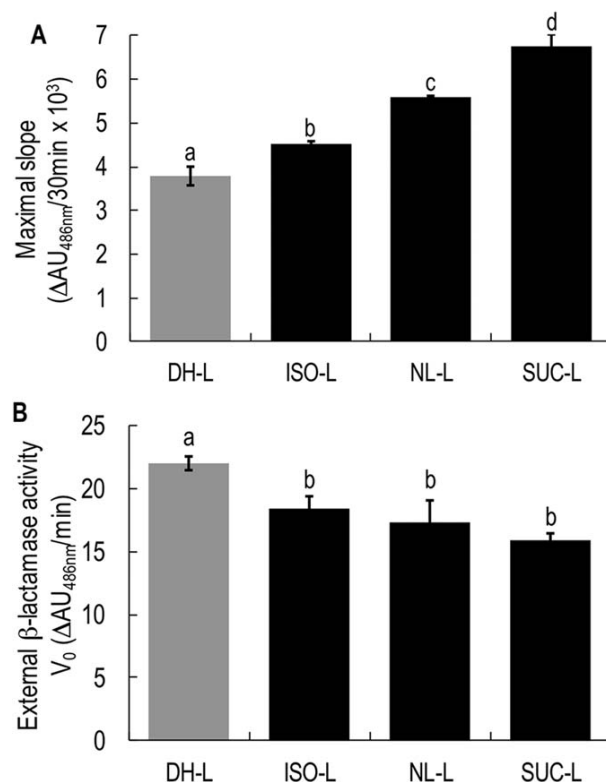 A
Maximal slope
(ΔAU486nm/30min x 10³)
7
6
5
4
3
2
1
0
a
b
c
d
DH-L
ISO-L
NL-L
SUC-L
B
External β-lactamase activity
V₀ (ΔAU486nm/min)
25
20
15
10
5
0
a
b
b
b
DH-L
ISO-L
NL-L
SUC-L